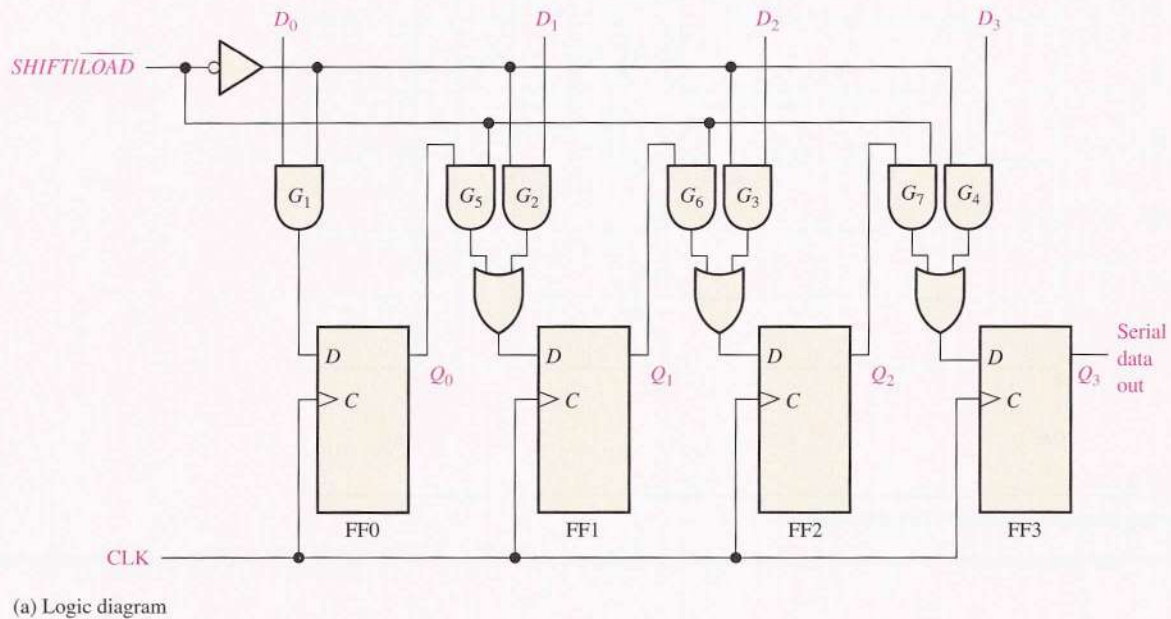 D₀ D₁ D₂ D₃
SHIFT/L̅O̅A̅D̅
G₁ G₅ G₂ G₆ G₃ G₇ G₄
Serial
data
out
D D D D
Q₀ Q₁ Q₂ Q₃
C C C C
FF0 FF1 FF2 FF3
CLK
(a) Logic diagram